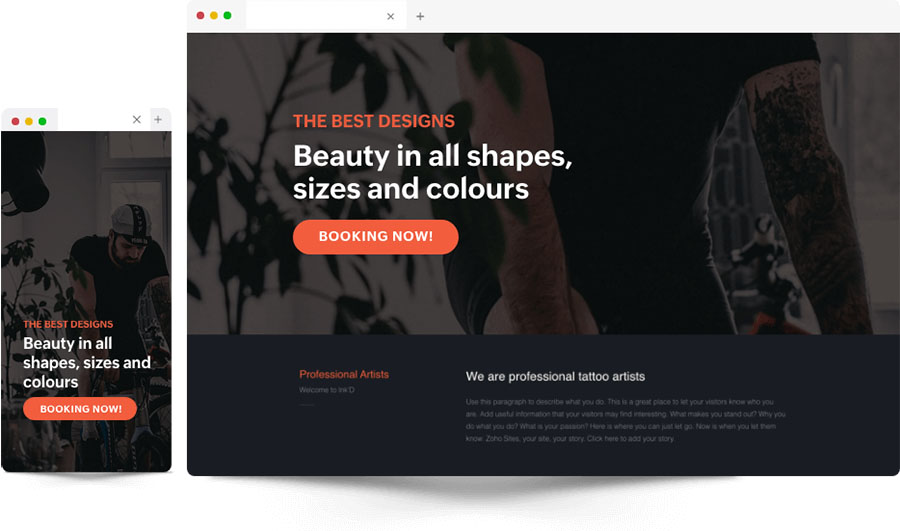 THE BEST DESIGNS
Beauty in all
shapes, sizes and
colours
BOOKING NOW!
THE BEST DESIGNS
Beauty in all shapes,
sizes and colours
BOOKING NOW!
Professional Artists
Welcome to Ink'D
We are professional tattoo artists
Use this paragraph to describe what you do. This is a great place to let your visitors know who you
are. Add useful information that your visitors may find interesting. What makes you stand out? Why you
do what you do? What is your passion? Here is where you can just let go. Now is when you let them
know. Zoho Sites, your site, your story. Click here to add your story.